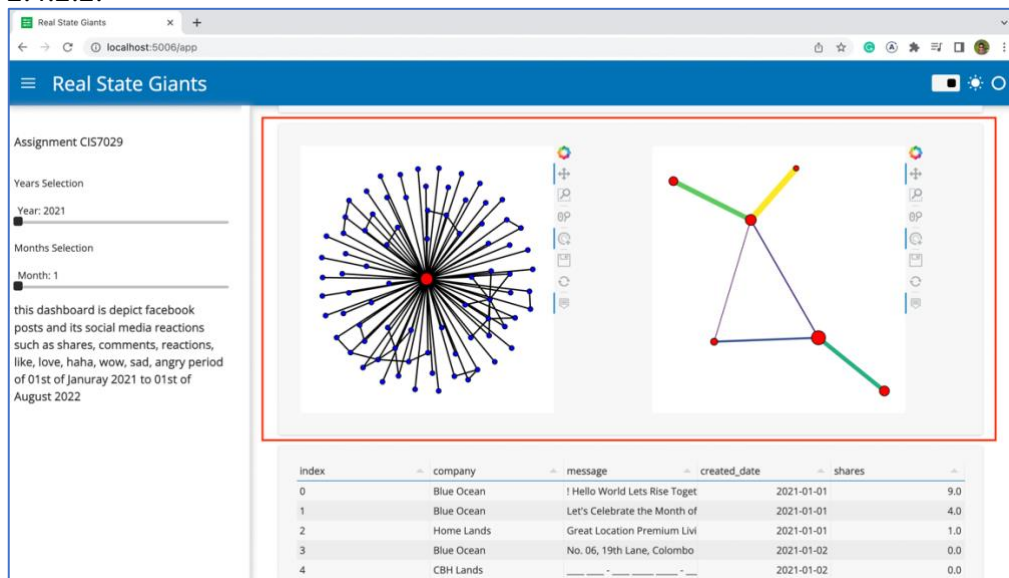 Real State Giants
localhost:5006/app
Real State Giants
Assignment CIS7029
Years Selection
Year: 2021
Months Selection
Month: 1
this dashboard is depict facebook
posts and its social media reactions
such as shares, comments, reactions,
like, love, haha, wow, sad, angry period
of 01st of Januray 2021 to 01st of
August 2022
index company message created_date shares
0 Blue Ocean ! Hello World Lets Rise Toget 2021-01-01 9.0
1 Blue Ocean Let's Celebrate the Month of 2021-01-01 4.0
2 Home Lands Great Location Premium Livi 2021-01-01 1.0
3 Blue Ocean No. 06, 19th Lane, Colombo 2021-01-02 0.0
4 CBH Lands 2021-01-02 0.0